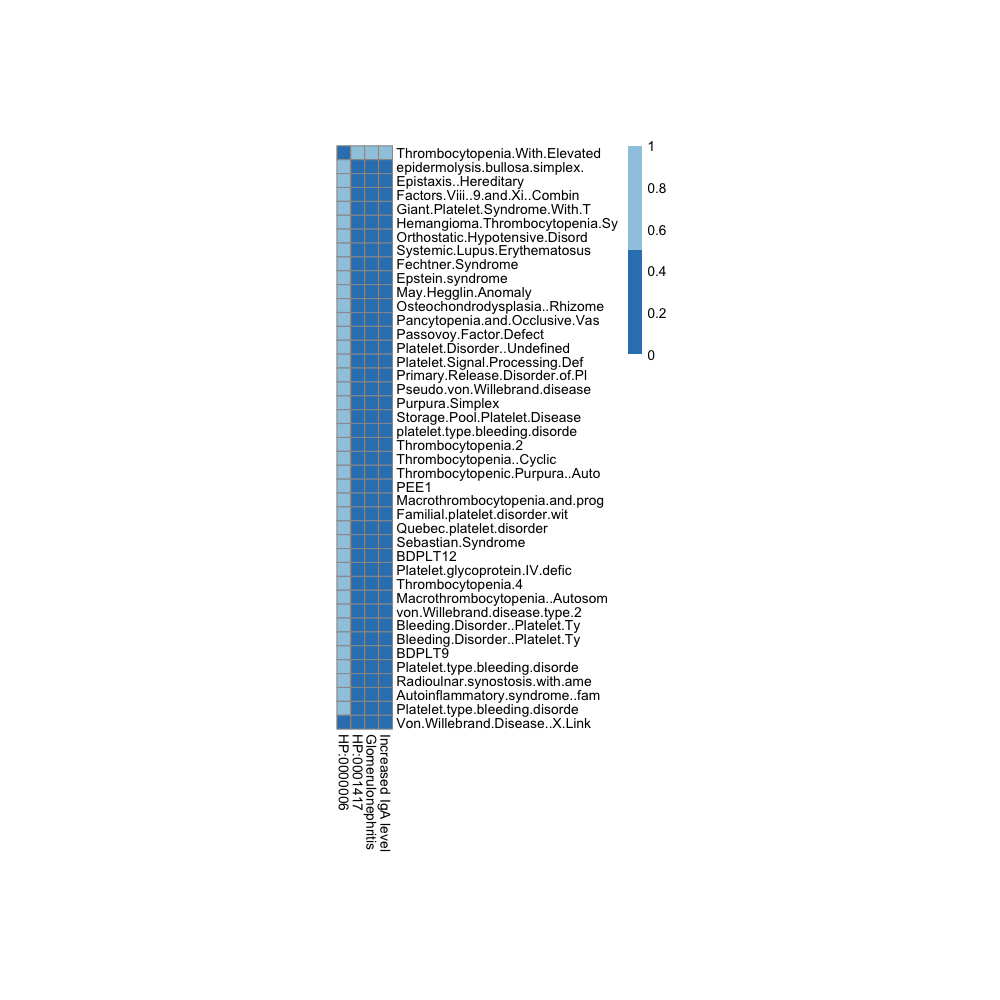 Thrombocytopenia.With.Elevated
epidermolysis.bullosa.simplex.
Epistaxis..Hereditary
Factors.Viii..9.and.Xi..Combin
Giant.Platelet.Syndrome.With.T
Hemangioma.Thrombocytopenia.Sy
Orthostatic.Hypotensive.Disord
Systemic.Lupus.Erythematosus
Fechtner.Syndrome
Epstein.syndrome
May.Hegglin.Anomaly
Osteochondrodysplasia..Rhizome
Pancytopenia.and.Occlusive.Vas
Passovoy.Factor.Defect
Platelet.Disorder..Undefined
Platelet.Signal.Processing.Def
Primary.Release.Disorder.of.Pl
Pseudo.von.Willebrand.disease
Purpura.Simplex
Storage.Pool.Platelet.Disease
platelet.type.bleeding.disorde
Thrombocytopenia.2
Thrombocytopenia..Cyclic
Thrombocytopenic.Purpura..Auto
PEE1
Macrothrombocytopenia.and.prog
Familial.platelet.disorder.wit
Quebec.platelet.disorder
Sebastian.Syndrome
BDPLT12
Platelet.glycoprotein.IV.defic
Thrombocytopenia.4
Macrothrombocytopenia..Autosom
von.Willebrand.disease.type.2
Bleeding.Disorder..Platelet.Ty
Bleeding.Disorder..Platelet.Ty
BDPLT9
Platelet.type.bleeding.disorde
Radioulnar.synostosis.with.ame
Autoinflammatory.syndrome..fam
Platelet.type.bleeding.disorde
Von.Willebrand.Disease..X.Link
HP:0000006
HP:0001417
Glomerulonephritis
Increased IgA level
1
0.8
0.6
0.4
0.2
0